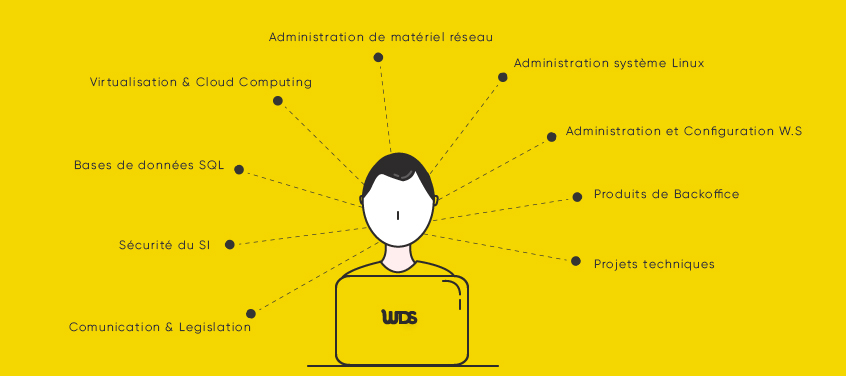 Administration de matériel réseau
Administration système Linux
Virtualisation & Cloud Computing
Administration et Configuration W.S
Bases de données SQL
Produits de Backoffice
Sécurité du SI
Projets techniques
Comunication & Legislation
WDS